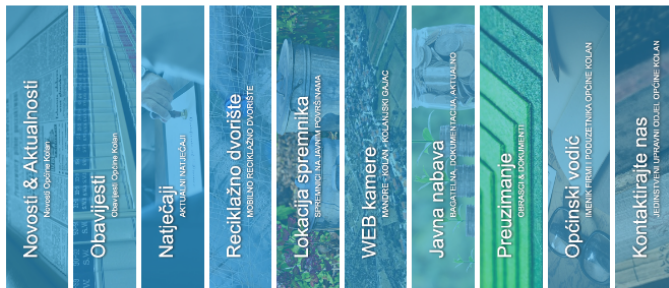 Novosti & Aktualnosti
Novosti Općine Kolan
Obavijesti
Obavijesti Općine Kolan
Natječaji
AKTUALNI NATJEČAJI
Reciklažno dvorište
MOBILNO RECIKLAŽNO DVORIŠTE
Lokacija spremnika
SPREMNICI NA JAVNIM POVRŠINAMA
WEB kamere
MANDRE - KOLAN - KOLANJSKI GAJAC
Javna nabava
BAGATELNA, DOKUMENTACIJA, AKTUALNO
Preuzimanje
OBRASCI & DOKUMENTI
Općinski vodič
IMENIK FIRMI I PODUZETNIKA OPĆINE KOLAN
Kontaktirajte nas
JEDINSTVENI UPRAVNI ODJEL OPĆINE KOLAN